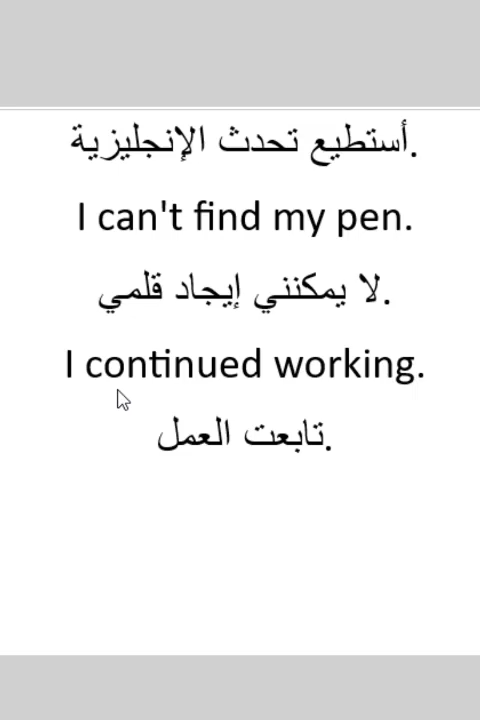 أستطيع تحدث الإنجليزية.
I can't find my pen.
لا يمكنني إيجاد قلمي.
I continued working.
تابعت العمل.